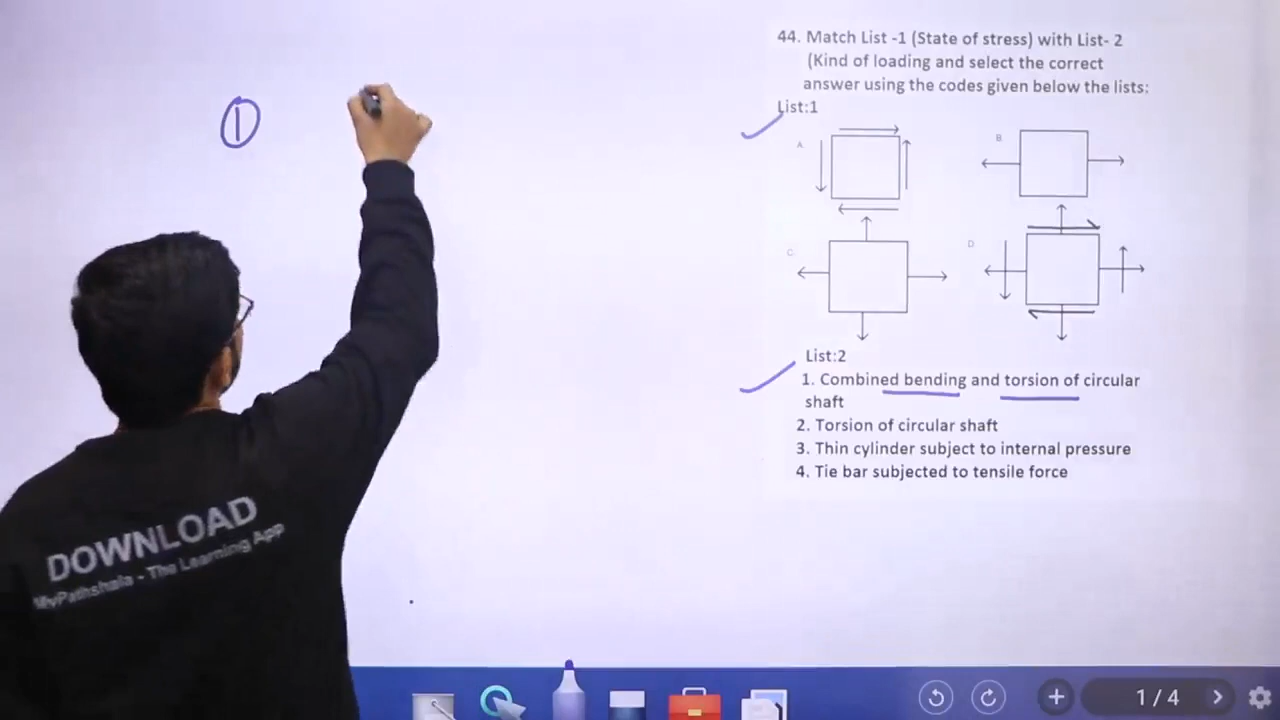 44. Match List -1 (State of stress) with List- 2
(Kind of loading and select the correct
answer using the codes given below the lists:
List:1
A
B
C
D
List:2
1. Combined bending and torsion of circular
shaft
2. Torsion of circular shaft
3. Thin cylinder subject to internal pressure
4. Tie bar subjected to tensile force
1
DOWNLOAD
MyPathshala - The Learning App
1 / 4